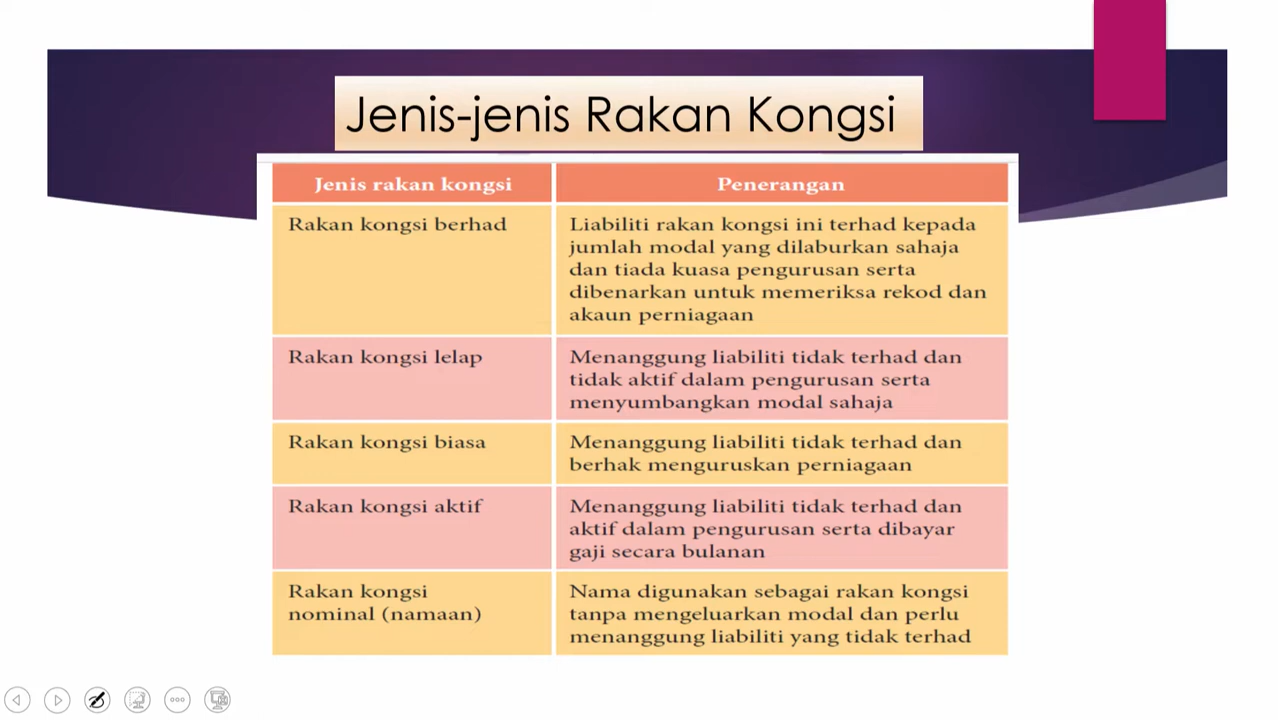 Jenis-jenis Rakan Kongsi
Jenis rakan kongsi
Penerangan
Rakan kongsi berhad
Liabiliti rakan kongsi ini terhad kepada
jumlah modal yang dilaburkan sahaja
dan tiada kuasa pengurusan serta
dibenarkan untuk memeriksa rekod dan
akaun perniagaan
Rakan kongsi lelap
Menanggung liabiliti tidak terhad dan
tidak aktif dalam pengurusan serta
menyumbangkan modal sahaja
Rakan kongsi biasa
Menanggung liabiliti tidak terhad dan
berhak menguruskan perniagaan
Rakan kongsi aktif
Menanggung liabiliti tidak terhad dan
aktif dalam pengurusan serta dibayar
gaji secara bulanan
Rakan kongsi
nominal (namaan)
Nama digunakan sebagai rakan kongsi
tanpa mengeluarkan modal dan perlu
menanggung liabiliti yang tidak terhad